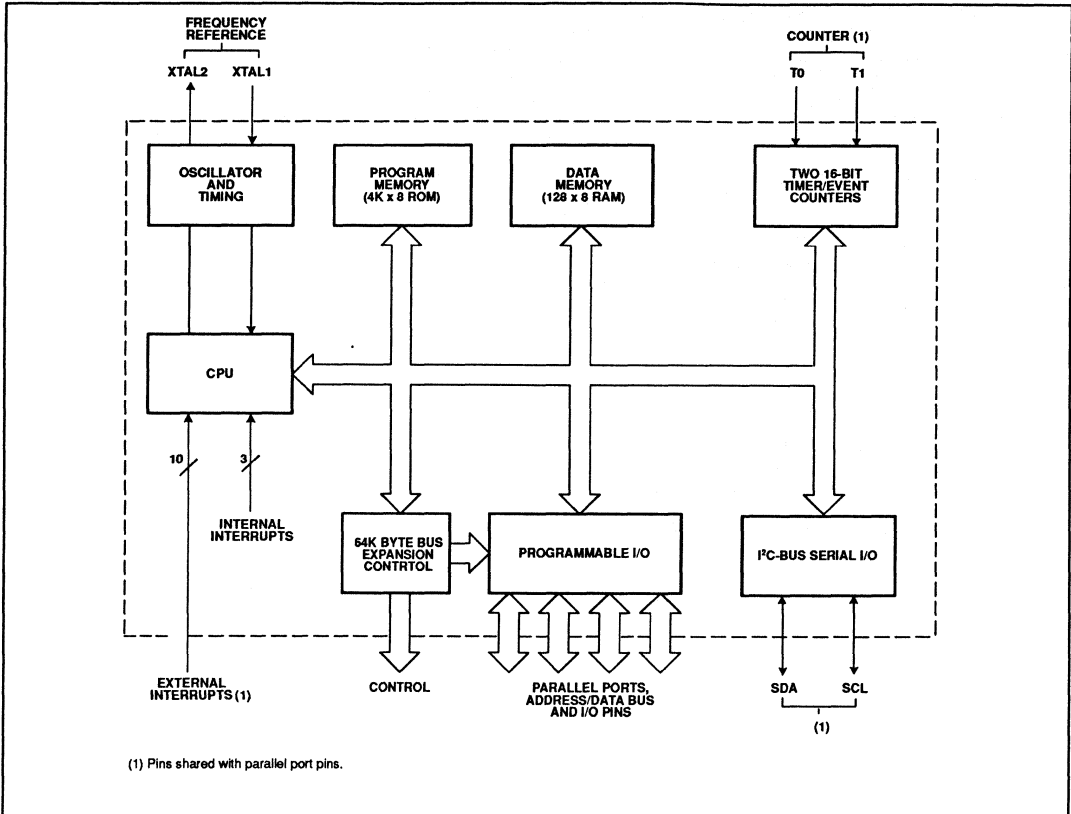 FREQUENCY
REFERENCE
XTAL2 XTAL1
COUNTER (1)
T0 T1
OSCILLATOR
AND
TIMING
PROGRAM
MEMORY
(4K x 8 ROM)
DATA
MEMORY
(128 x 8 RAM)
TWO 16-BIT
TIMER/EVENT
COUNTERS
CPU
10
3
INTERNAL
INTERRUPTS
64K BYTE BUS
EXPANSION
CONTRTOL
PROGRAMMABLE I/O
I²C-BUS SERIAL I/O
EXTERNAL
INTERRUPTS (1)
CONTROL
PARALLEL PORTS,
ADDRESS/DATA BUS
AND I/O PINS
SDA SCL
(1)
(1) Pins shared with parallel port pins.